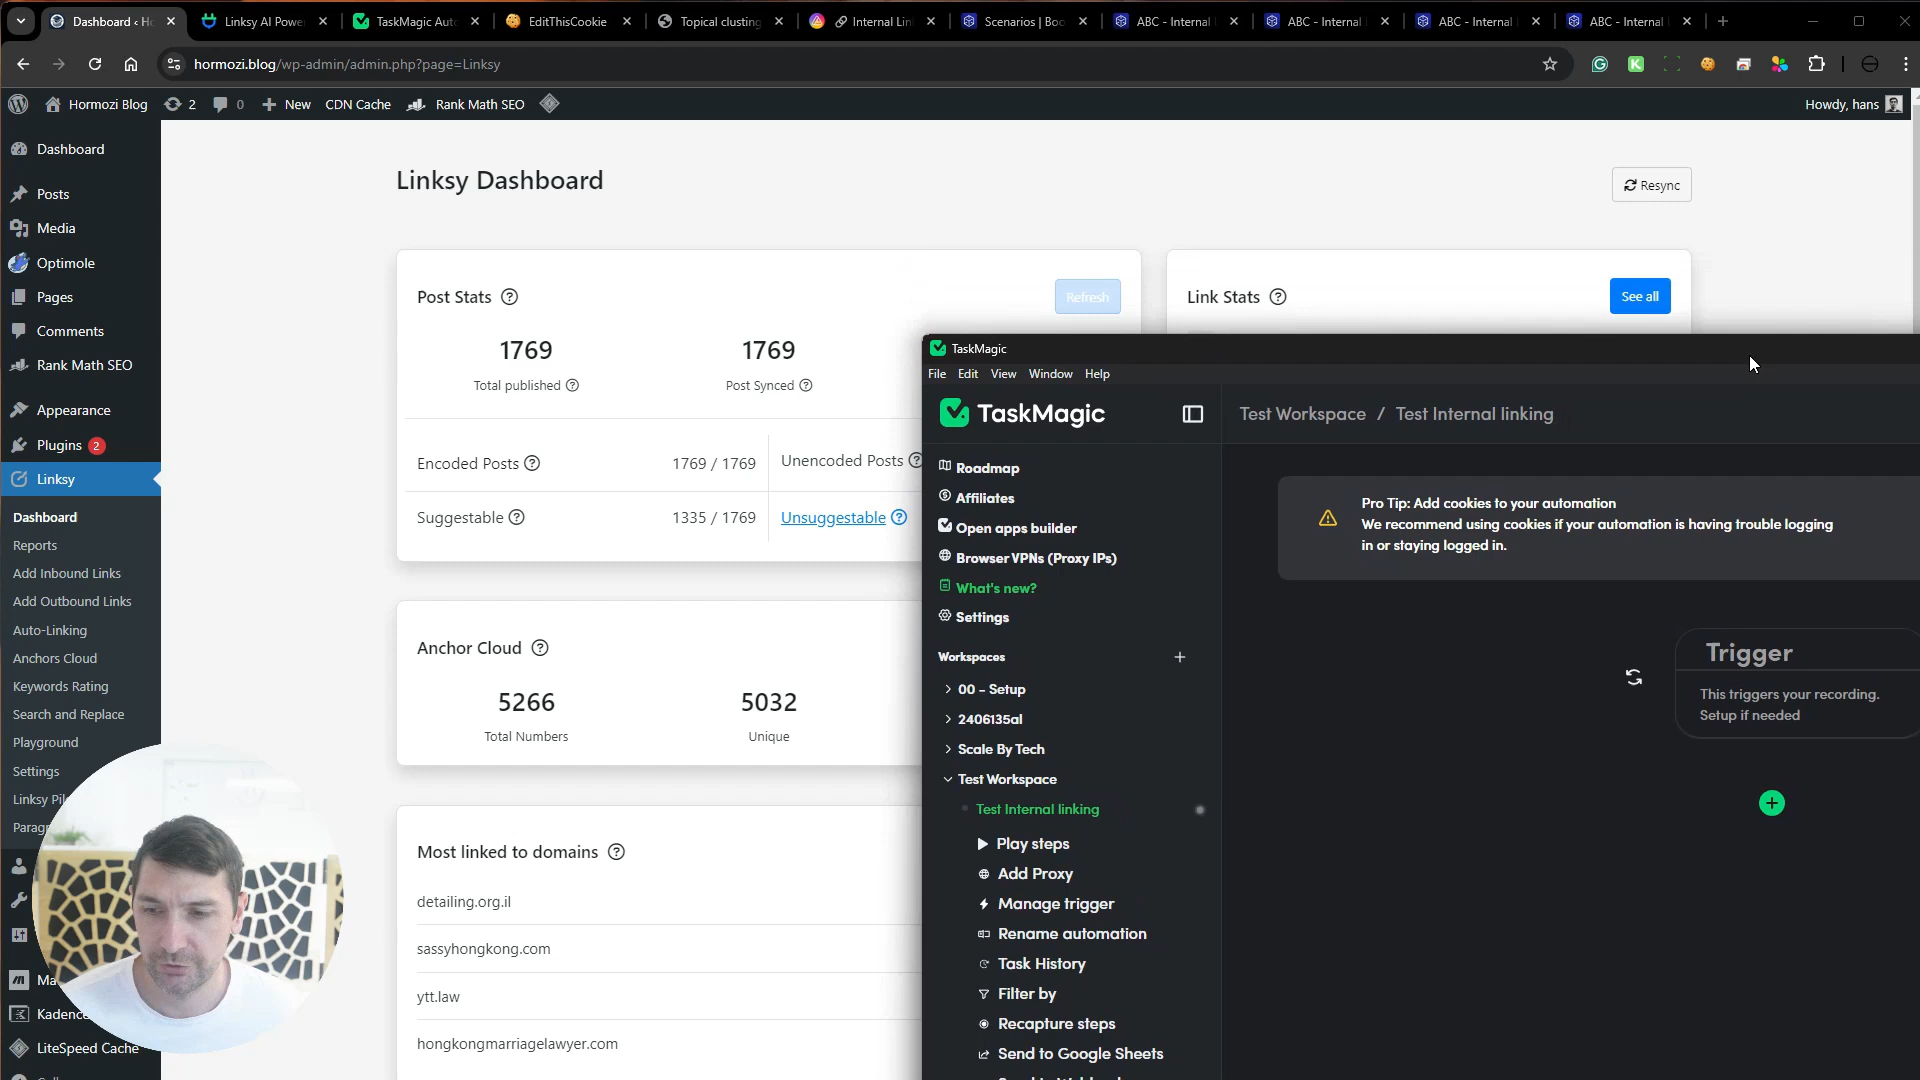 Dashboard ‹ Ho
Linksy AI Powe
TaskMagic Aut
EditThisCookie
Topical clusting
Internal Lin
Scenarios | Boo
ABC - Internal
ABC - Internal
ABC - Internal
ABC - Internal
hormozi.blog/wp-admin/admin.php?page=Linksy
Hormozi Blog
2
0
New
CDN Cache
Rank Math SEO
Howdy, hans
Dashboard
Posts
Media
Optimole
Pages
Comments
Rank Math SEO
Appearance
Plugins 2
Linksy
Dashboard
Reports
Add Inbound Links
Add Outbound Links
Auto-Linking
Anchors Cloud
Keywords Rating
Search and Replace
Playground
Settings
Linksy Pil
Parag
Ma
Kadence
LiteSpeed Cache
Linksy Dashboard
Resync
Post Stats
Refresh
1769
Total published
1769
Post Synced
Encoded Posts
1769 / 1769
Unencoded Posts
Suggestable
1335 / 1769
Unsuggestable
Link Stats
See all
Anchor Cloud
5266
Total Numbers
5032
Unique
Most linked to domains
detailing.org.il
sassyhongkong.com
ytt.law
hongkongmarriagelawyer.com
TaskMagic
File
Edit
View
Window
Help
TaskMagic
Test Workspace / Test Internal linking
Roadmap
Affiliates
Open apps builder
Browser VPNs (Proxy IPs)
What's new?
Settings
Workspaces
00 - Setup
2406135al
Scale By Tech
Test Workspace
Test Internal linking
Play steps
Add Proxy
Manage trigger
Rename automation
Task History
Filter by
Recapture steps
Send to Google Sheets
Pro Tip: Add cookies to your automation
We recommend using cookies if your automation is having trouble logging
in or staying logged in.
Trigger
This triggers your recording.
Setup if needed